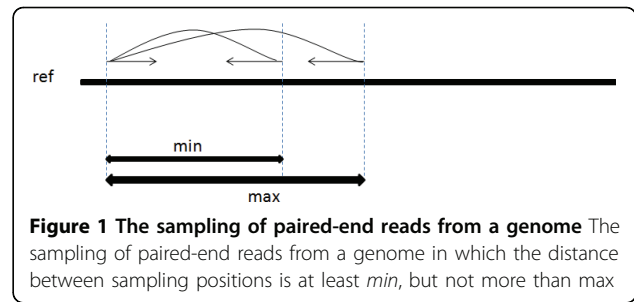 ref
min
max
Figure 1 The sampling of paired-end reads from a genome The
sampling of paired-end reads from a genome in which the distance
between sampling positions is at least min, but not more than max